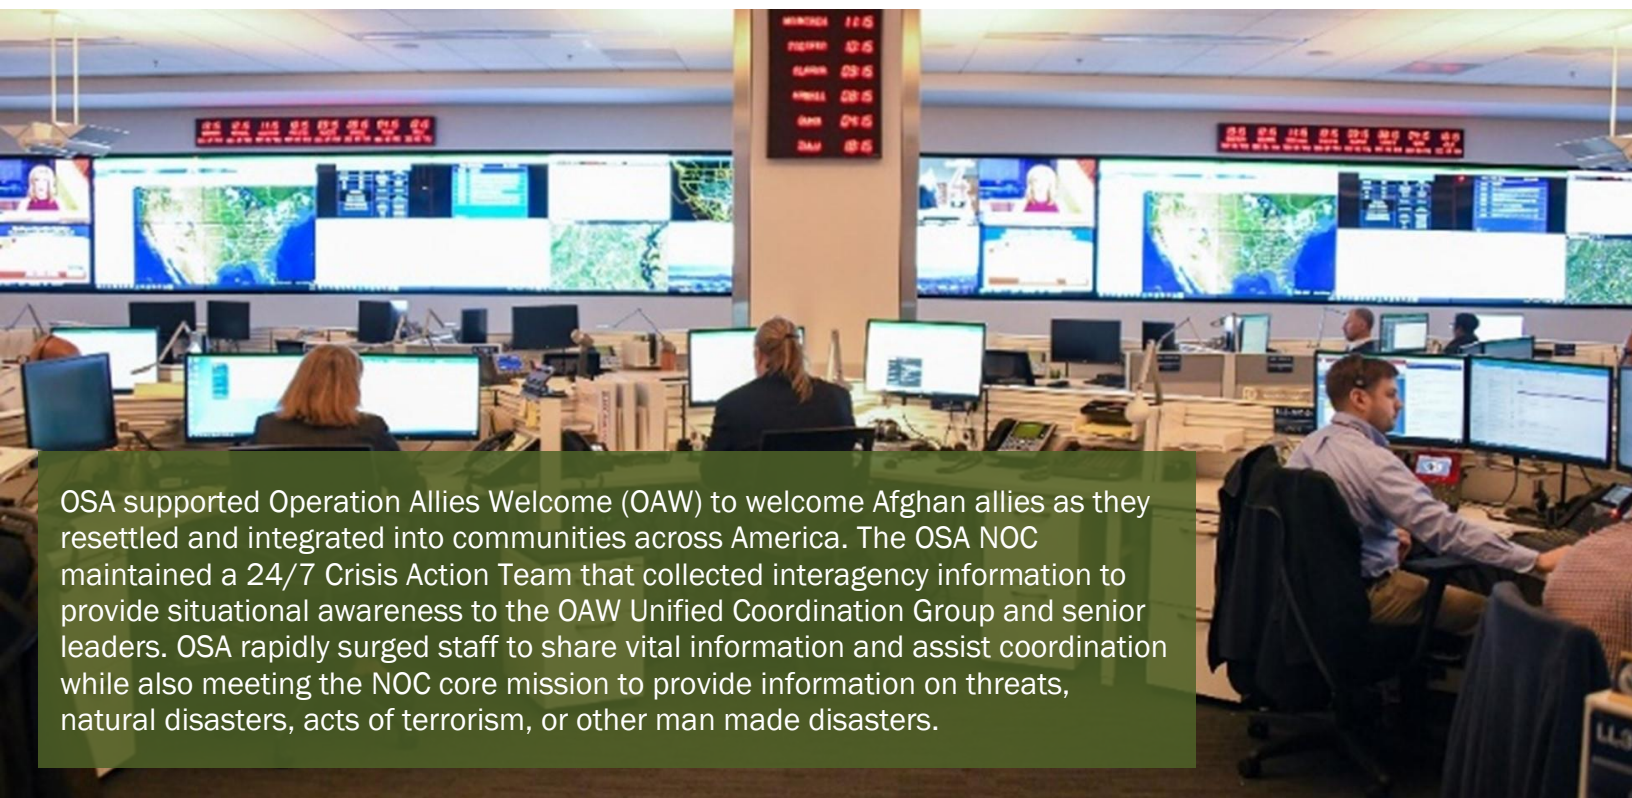 OSA supported Operation Allies Welcome (OAW) to welcome Afghan allies as they
resettled and integrated into communities across America. The OSA NOC
maintained a 24/7 Crisis Action Team that collected interagency information to
provide situational awareness to the OAW Unified Coordination Group and senior
leaders. OSA rapidly surged staff to share vital information and assist coordination
while also meeting the NOC core mission to provide information on threats,
natural disasters, acts of terrorism, or other man made disasters.